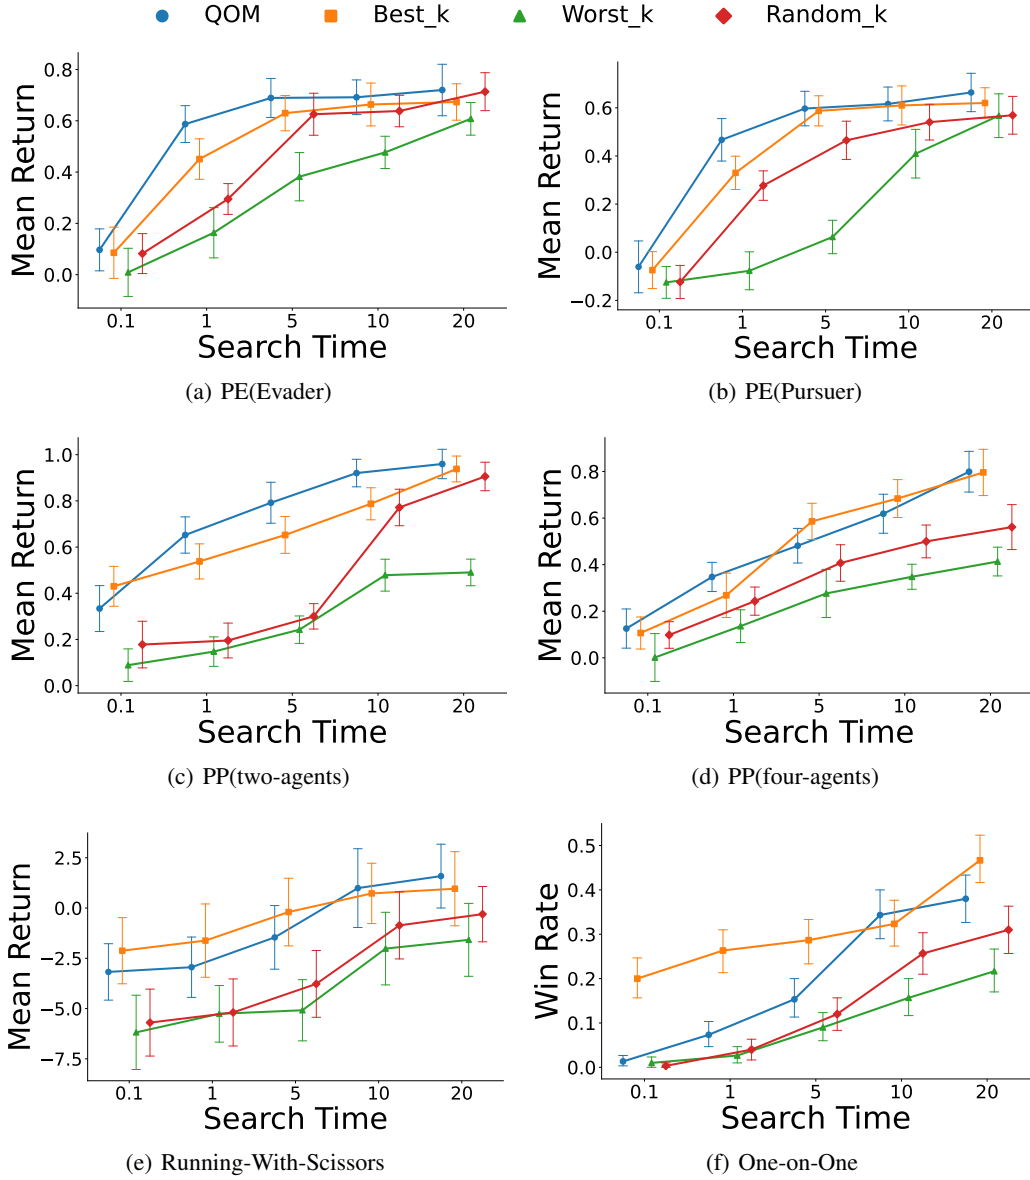 QOM Best_k Worst_k Random_k
0.8
0.6
0.4
0.2
0.0
Mean Return
0.1 1 5 10 20
Search Time
(a) PE(Evader)
0.6
0.4
0.2
0.0
−0.2
Mean Return
0.1 1 5 10 20
Search Time
(b) PE(Pursuer)
1.0
0.8
0.6
0.4
0.2
0.0
Mean Return
0.1 1 5 10 20
Search Time
(c) PP(two-agents)
0.8
0.6
0.4
0.2
0.0
Mean Return
0.1 1 5 10 20
Search Time
(d) PP(four-agents)
2.5
0.0
−2.5
−5.0
−7.5
Mean Return
0.1 1 5 10 20
Search Time
(e) Running-With-Scissors
0.5
0.4
0.3
0.2
0.1
0.0
Win Rate
0.1 1 5 10 20
Search Time
(f) One-on-One